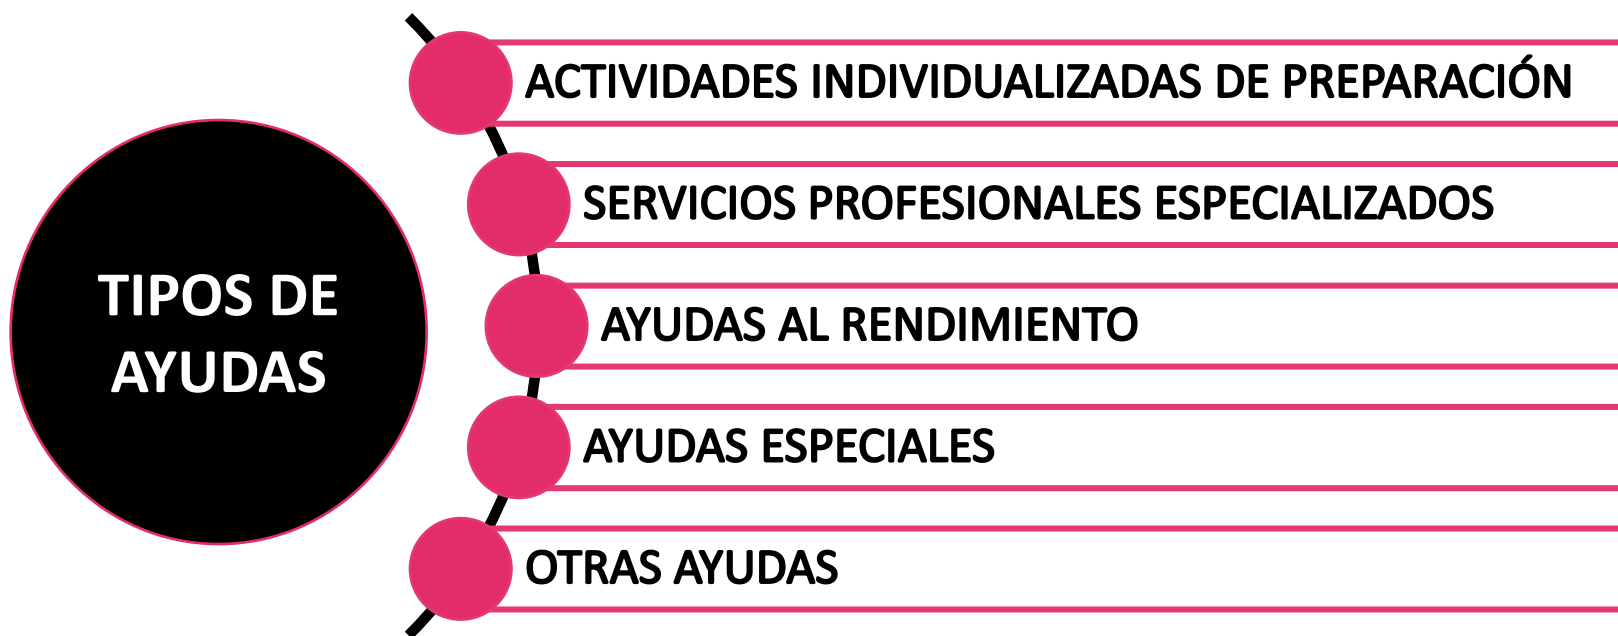 TIPOS DE
AYUDAS
ACTIVIDADES INDIVIDUALIZADAS DE PREPARACIÓN
SERVICIOS PROFESIONALES ESPECIALIZADOS
AYUDAS AL RENDIMIENTO
AYUDAS ESPECIALES
OTRAS AYUDAS